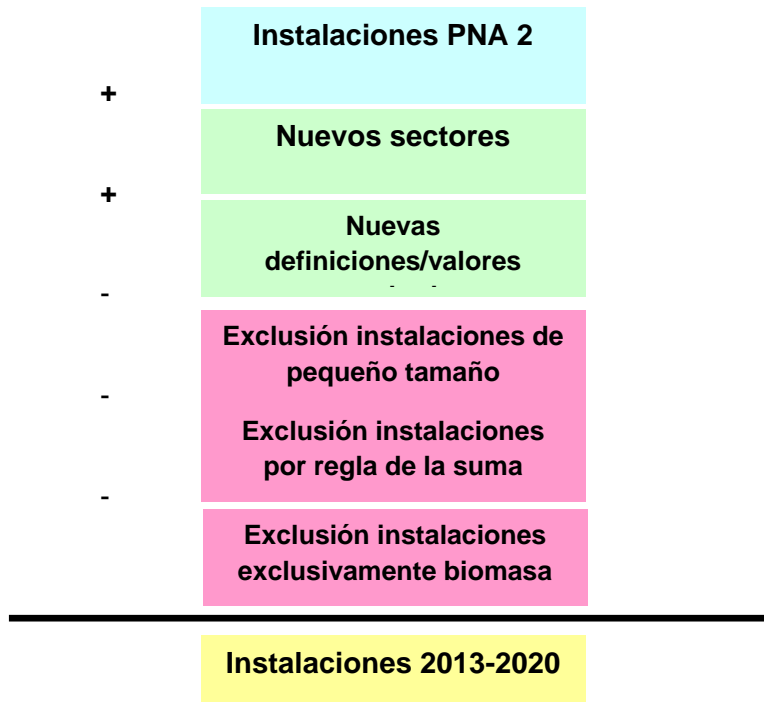 Instalaciones PNA 2
+
Nuevos sectores
+
Nuevas
definiciones/valores
-
Exclusión instalaciones de
pequeño tamaño
-
Exclusión instalaciones
por regla de la suma
-
Exclusión instalaciones
exclusivamente biomasa
Instalaciones 2013-2020